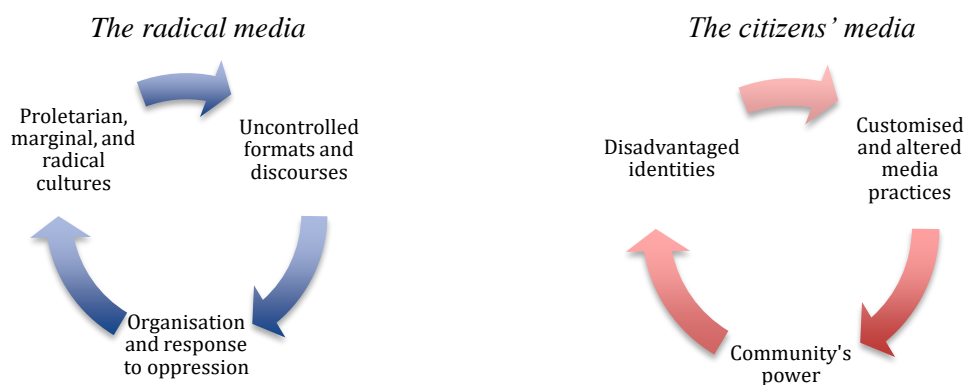 The radical media
Proletarian,
marginal, and
radical
cultures
Uncontrolled
formats and
discourses
Organisation
and response
to oppression
The citizens’ media
Disadvantaged
identities
Customised
and altered
media
practices
Community's
power